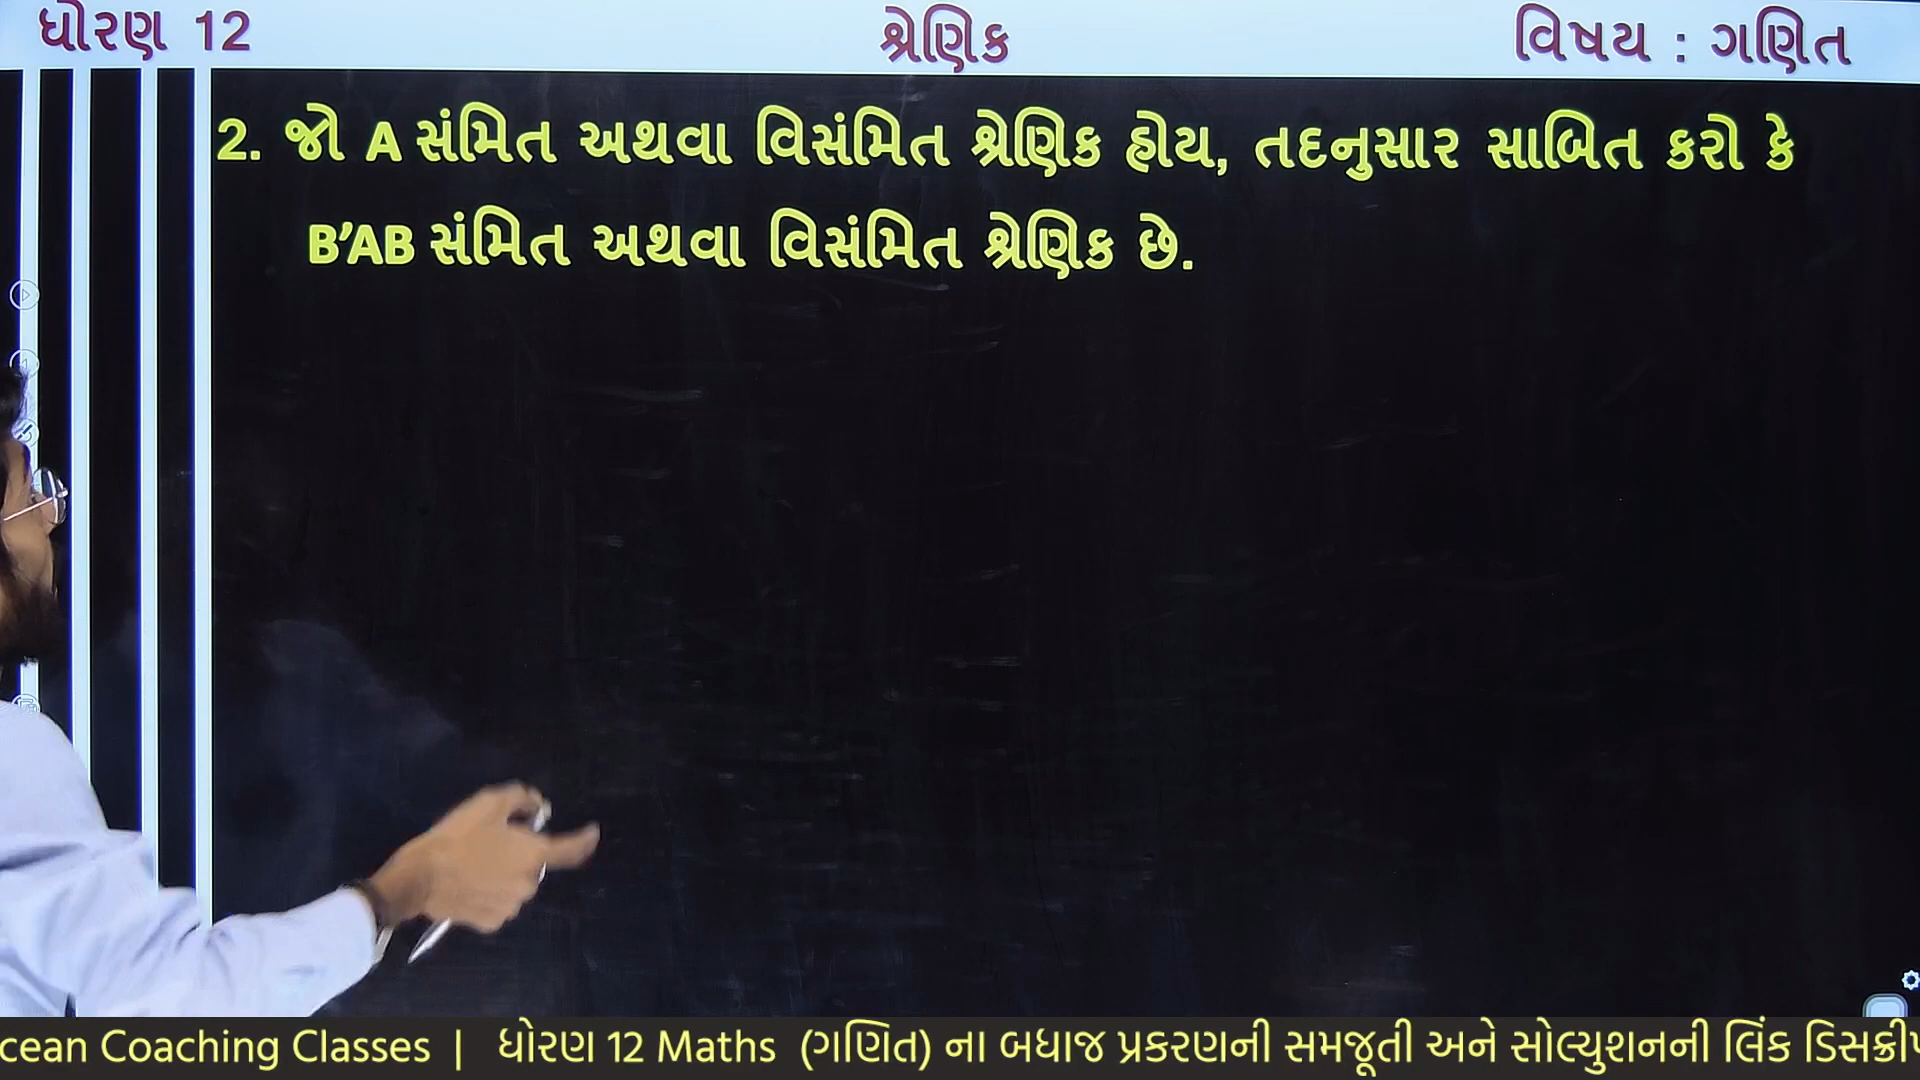 ધોરણ 12 શ્રેણિક વિષય : ગણિત
2. જો A સંમિત અથવા વિસંમિત શ્રેણિક હોય, તદનુસાર સાબિત કરો કે
B’AB સંમિત અથવા વિસંમિત શ્રેણિક છે.
cean Coaching Classes | ધોરણ 12 Maths (ગણિત) ના બધાજ પ્રકરણની સમજૂતી અને સોલ્યુશનની લિંક